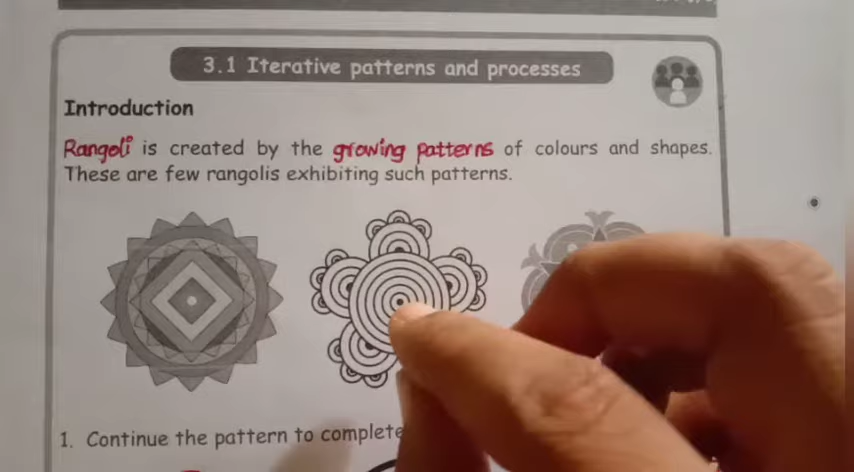 3.1 Iterative patterns and processes
Introduction
Rangoli is created by the growing patterns of colours and shapes.
These are few rangolis exhibiting such patterns.
1. Continue the pattern to complete